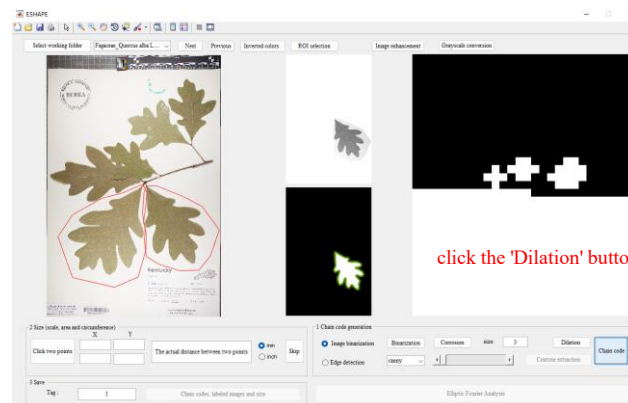 ESHAPE
Select working folder
Fagaceae_Quercus alba L....
Next
Previous
Inverted colors
ROI selection
Image enhancement
Grayscale conversion
KOREA
click the 'Dilation' butto
Kentucky
2 Size (scale, area and circumference)
X Y
Click two points
The actual distance between two points
mm
inch
Skip
1 Chain code generation
Image binarization
Binarization
Corrosion
size
3
Dilation
Chain code
Edge detection
canny
Contour extraction
3 Save
Tag :
1
Chain codes, labeled images and size
Elliptic Fourier Analysis